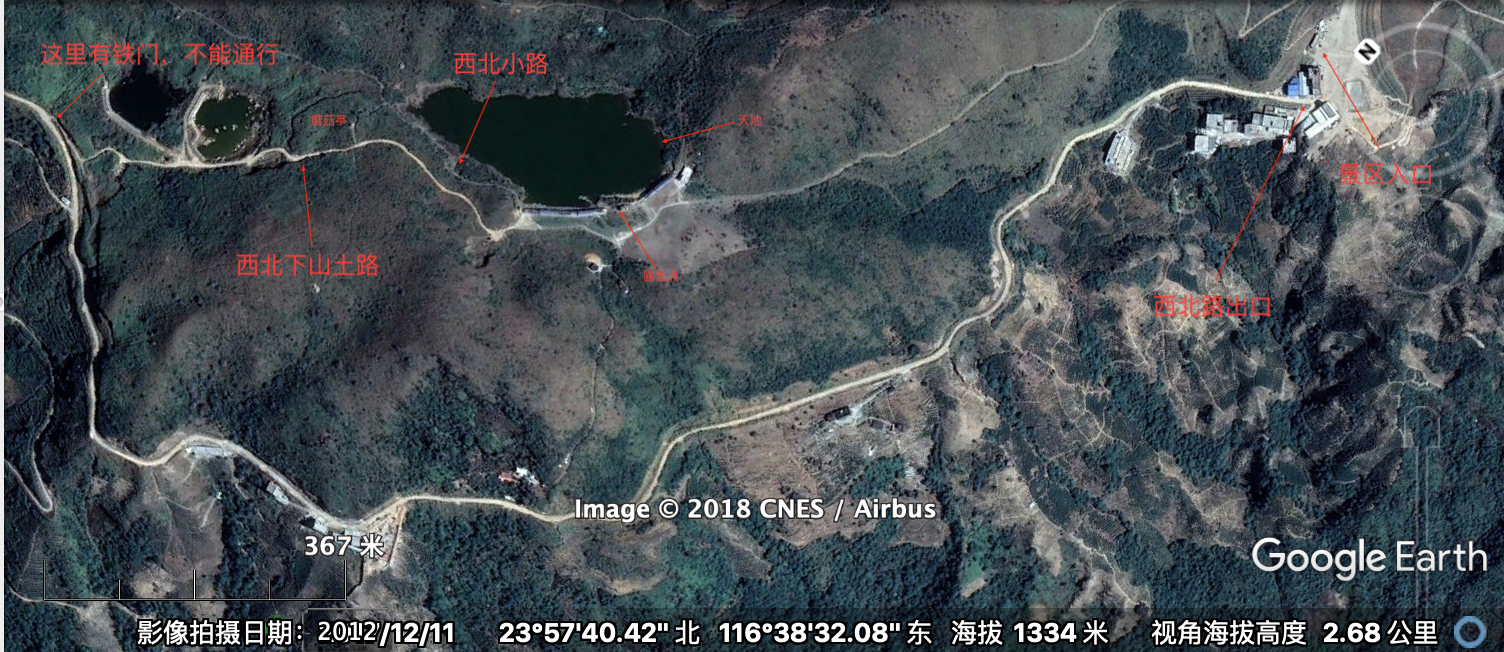 这里有铁门，不能通行
西北小路
N
蘑菇亭
天池
景区入口
西北下山土路
西北路出口
Image © 2018 CNES / Airbus
367 米
Google Earth
影像拍摄日期: 2012/12/11 23°57'40.42" 北 116°38'32.08" 东 海拔 1334 米 视角海拔高度 2.68 公里